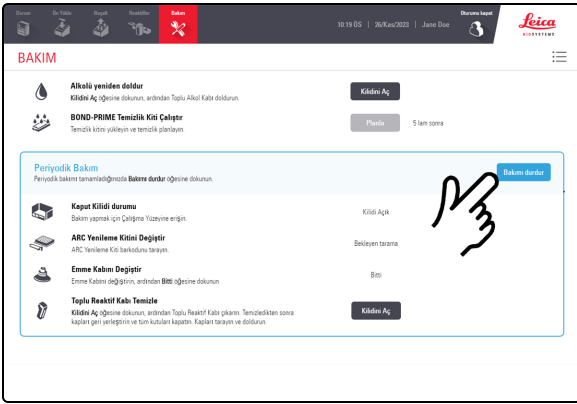 Durum
Ön Yükle
Boşalt
Reaktifler
Bakım
10:19 ÖS | 26/Kas/2023 | Jane Doe
Oturumu kapat
Leica
BIOSYSTEMS
BAKIM
Alkolü yeniden doldur
Kilidini Aç öğesine dokunun, ardından Toplu Alkol Kabı doldurun.
Kilidini Aç
BOND-PRIME Temizlik Kiti Çalıştır
Temizlik kitini yükleyin ve temizlik planlayın.
Planla
5 lam sonra
Periyodik Bakım
Periyodik bakımı tamamladığınızda Bakımı durdur öğesine dokunun.
Bakımı durdur
Kaput Kilidi durumu
Bakım yapmak için Çalışma Yüzeyine erişin.
Kilidi Açık
ARC Yenileme Kitini Değiştir
ARC Yenileme Kiti barkodunu tarayın.
Bekleyen tarama
Emme Kabını Değiştir
Emme Kabını değiştirin, ardından Bitti öğesine dokunun
Bitti
Toplu Reaktif Kabı Temizle
Kilidini Aç öğesine dokunun, ardından Toplu Reaktif Kabı çıkarın. Temizledikten sonra
kapları geri yerleştirin ve tüm kutuları kapatın. Kapları tarayın ve doldurun.
Kilidini Aç